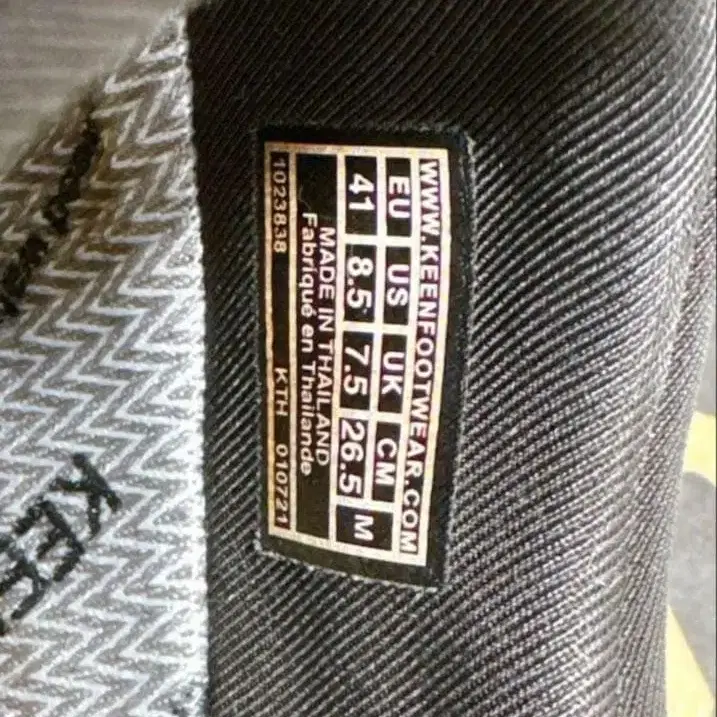 WWW.KEENFOOTWEAR.COM
EU US UK CM M
41 8.5 7.5 26.5
MADE IN THAILAND
Fabriqué en Thaïlande
1023838 KTH 010721
KEE